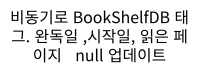 비동기로 BookShelfDB 태
그. 완독일 ,시작일, 읽은 페
이지   null 업데이트